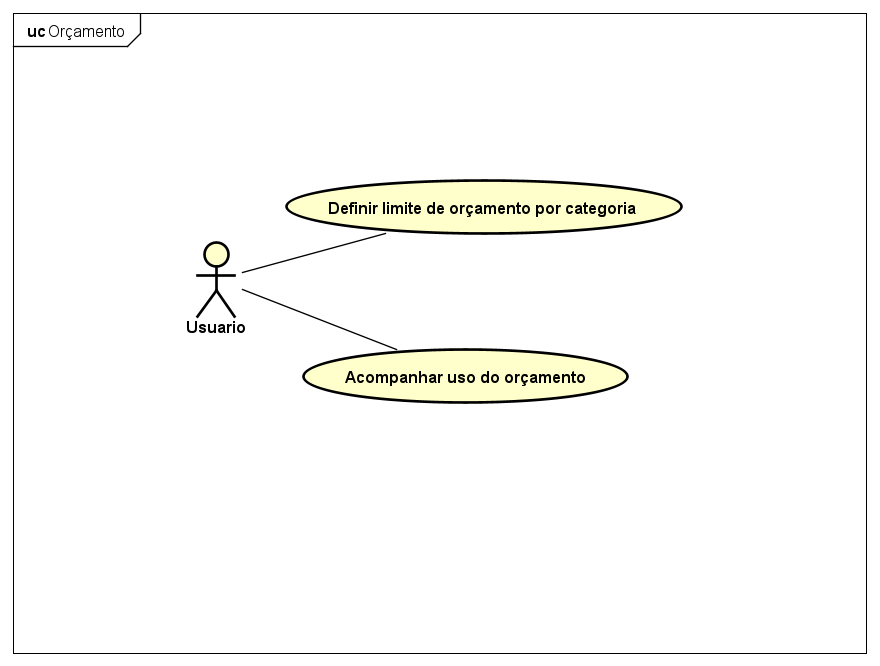 uc Orçamento
Definir limite de orçamento por categoria
Usuario
Acompanhar uso do orçamento